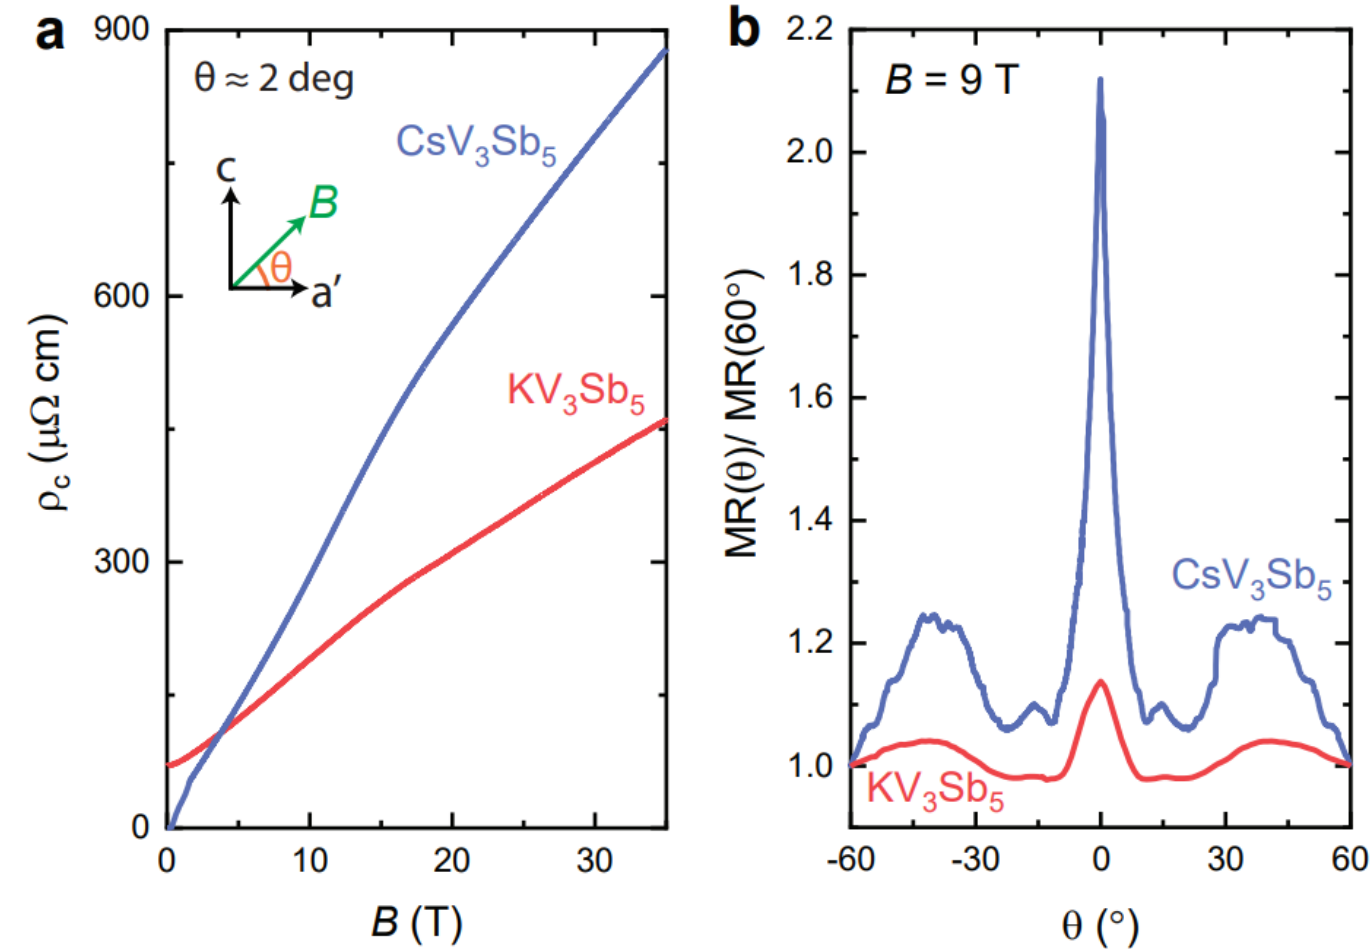 a
900
600
300
0
ρc (μΩ cm)
θ ≈ 2 deg
c
B
θ
a′
CsV3Sb5
KV3Sb5
0 10 20 30
B (T)
b
2.2
2.0
1.8
1.6
1.4
1.2
1.0
MR(θ)/ MR(60°)
B = 9 T
CsV3Sb5
KV3Sb5
-60 -30 0 30 60
θ (°)